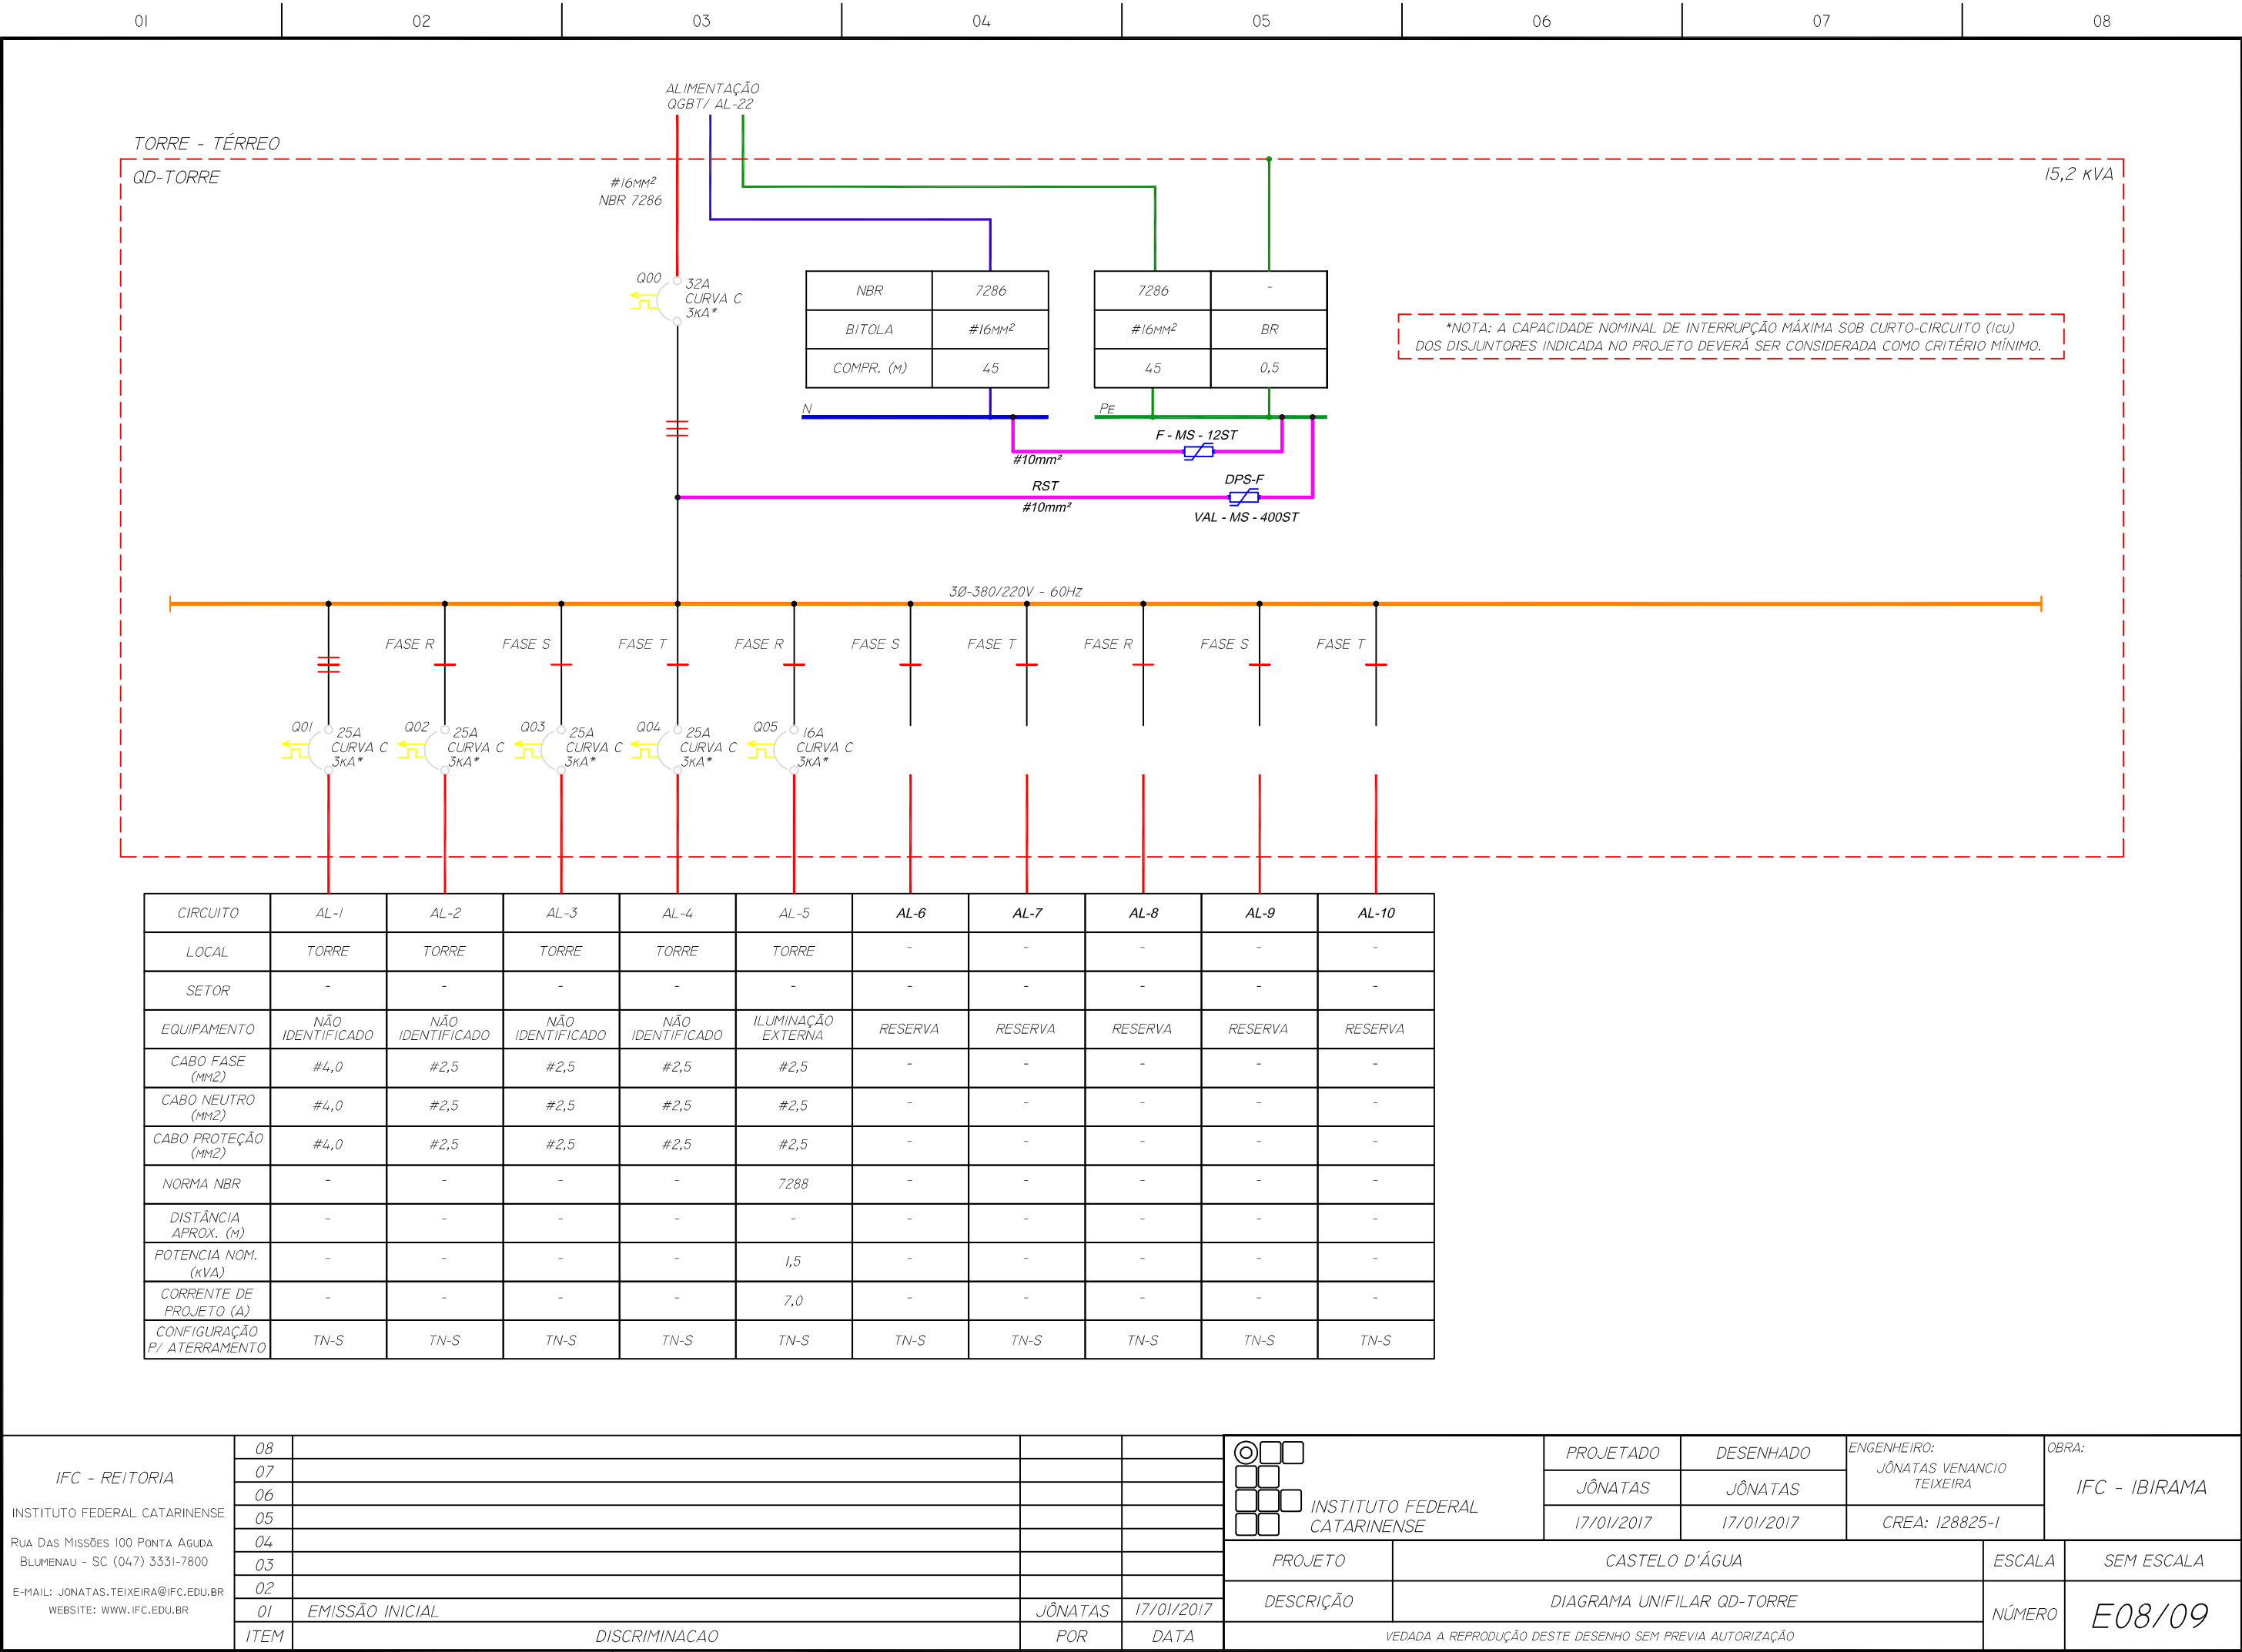 01 02 03 04 05 06 07 08
ALIMENTAÇÃO
QGBT/ AL-22
TORRE - TÉRREO
QD-TORRE
15,2 KVA
#16MM²
NBR 7286
Q00
32A
CURVA C
3KA*
NBR 7286
BITOLA #16MM²
COMPR. (M) 45
7286 -
#16MM² BR
45 0,5
*NOTA: A CAPACIDADE NOMINAL DE INTERRUPÇÃO MÁXIMA SOB CURTO-CIRCUITO (Icu)
DOS DISJUNTORES INDICADA NO PROJETO DEVERÁ SER CONSIDERADA COMO CRITÉRIO MÍNIMO.
N
PE
F - MS - 12ST
#10mm²
RST
#10mm²
DPS-F
VAL - MS - 400ST
3Ø-380/220V - 60HZ
FASE R FASE S FASE T FASE R FASE S FASE T FASE R FASE S FASE T
Q01
25A
CURVA C
3KA*
Q02
25A
CURVA C
3KA*
Q03
25A
CURVA C
3KA*
Q04
25A
CURVA C
3KA*
Q05
16A
CURVA C
3KA*
CIRCUITO AL-1 AL-2 AL-3 AL-4 AL-5 AL-6 AL-7 AL-8 AL-9 AL-10
LOCAL TORRE TORRE TORRE TORRE TORRE - - - - -
SETOR - - - - - - - - - -
EQUIPAMENTO NÃO IDENTIFICADO NÃO IDENTIFICADO NÃO IDENTIFICADO NÃO IDENTIFICADO ILUMINAÇÃO EXTERNA RESERVA RESERVA RESERVA RESERVA RESERVA
CABO FASE (MM2) #4,0 #2,5 #2,5 #2,5 #2,5 - - - - -
CABO NEUTRO (MM2) #4,0 #2,5 #2,5 #2,5 #2,5 - - - - -
CABO PROTEÇÃO (MM2) #4,0 #2,5 #2,5 #2,5 #2,5 - - - - -
NORMA NBR - - - - 7288 - - - - -
DISTÂNCIA APROX. (M) - - - - - - - - - -
POTENCIA NOM. (KVA) - - - - 1,5 - - - - -
CORRENTE DE PROJETO (A) - - - - 7,0 - - - - -
CONFIGURAÇÃO P/ ATERRAMENTO TN-S TN-S TN-S TN-S TN-S TN-S TN-S TN-S TN-S TN-S
IFC - REITORIA
INSTITUTO FEDERAL CATARINENSE
RUA DAS MISSÕES 100 PONTA AGUDA
BLUMENAU - SC (047) 3331-7800
E-MAIL: JONATAS.TEIXEIRA@IFC.EDU.BR
WEBSITE: WWW.IFC.EDU.BR
08
07
06
05
04
03
02
01 EMISSÃO INICIAL JÔNATAS 17/01/2017
ITEM DISCRIMINACAO POR DATA
INSTITUTO FEDERAL
CATARINENSE
PROJETADO DESENHADO
JÔNATAS JÔNATAS
17/01/2017 17/01/2017
ENGENHEIRO:
JÔNATAS VENANCIO
TEIXEIRA
CREA: 128825-1
OBRA:
IFC - IBIRAMA
PROJETO CASTELO D'ÁGUA ESCALA SEM ESCALA
DESCRIÇÃO DIAGRAMA UNIFILAR QD-TORRE
NÚMERO E08/09
VEDADA A REPRODUÇÃO DESTE DESENHO SEM PREVIA AUTORIZAÇÃO